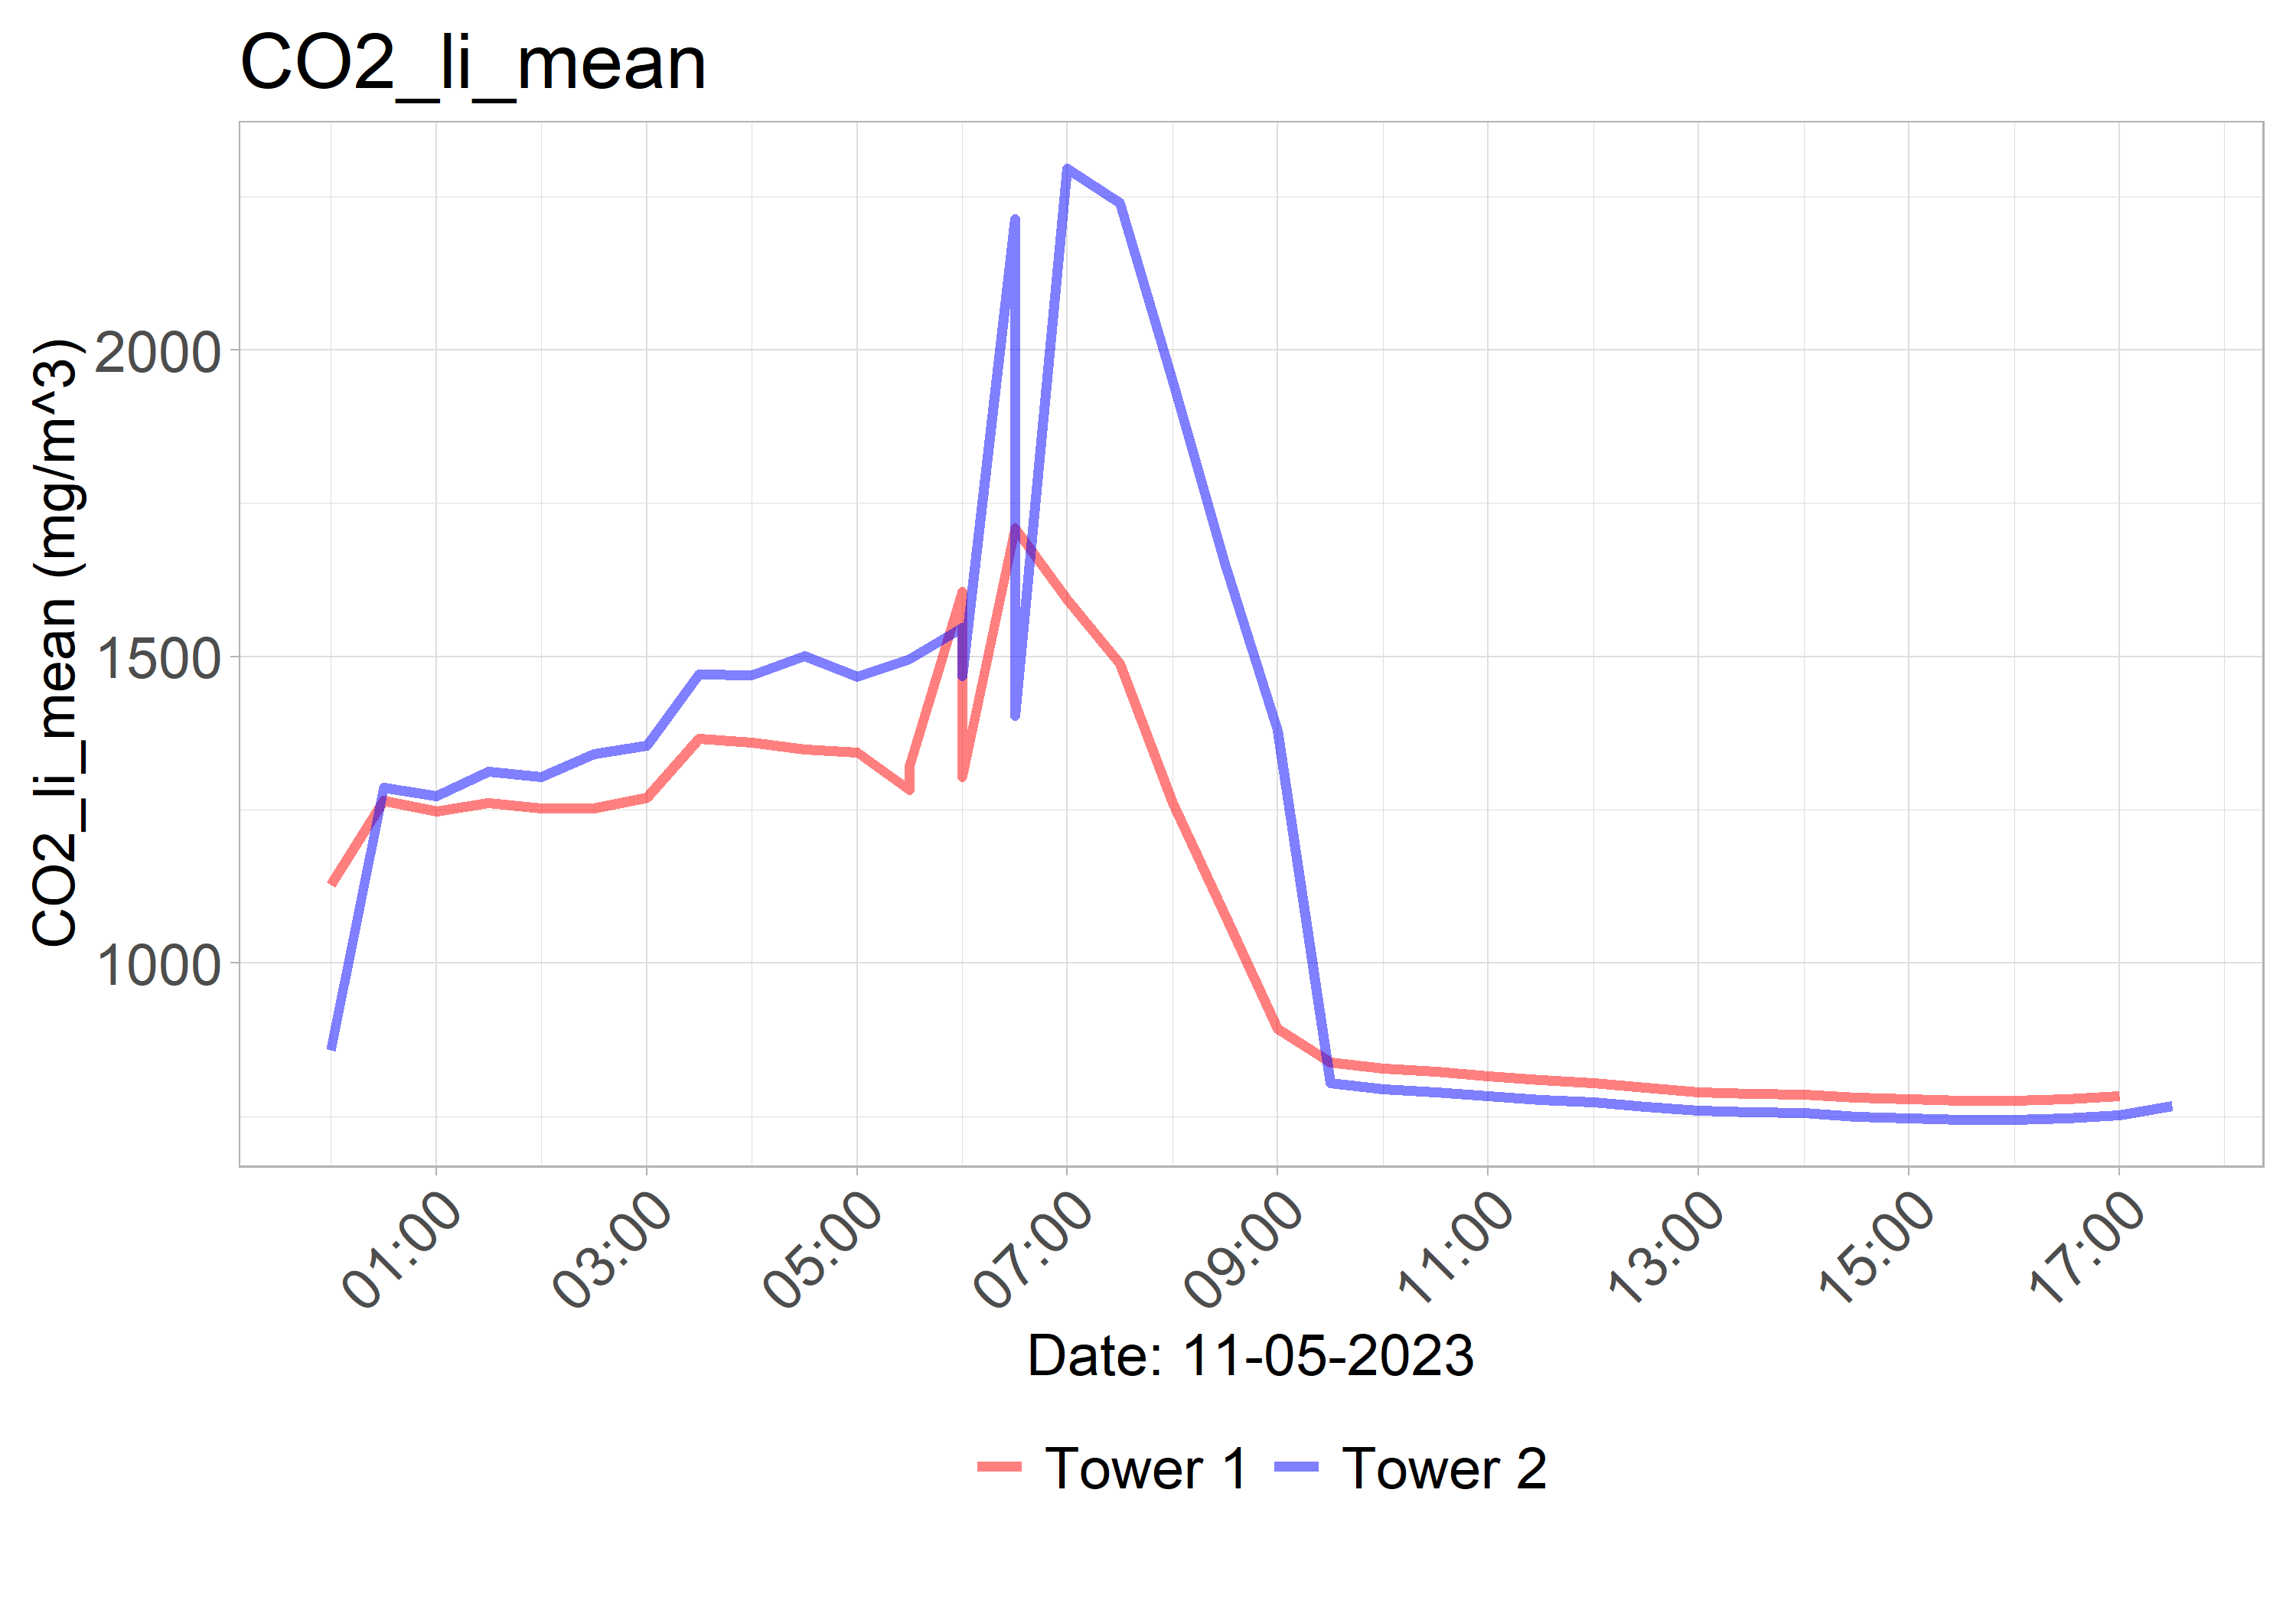 CO2_li_mean
CO2_li_mean (mg/m^3)
2000
1500
1000
01:00
03:00
05:00
07:00
09:00
11:00
13:00
15:00
17:00
Date: 11-05-2023
Tower 1
Tower 2